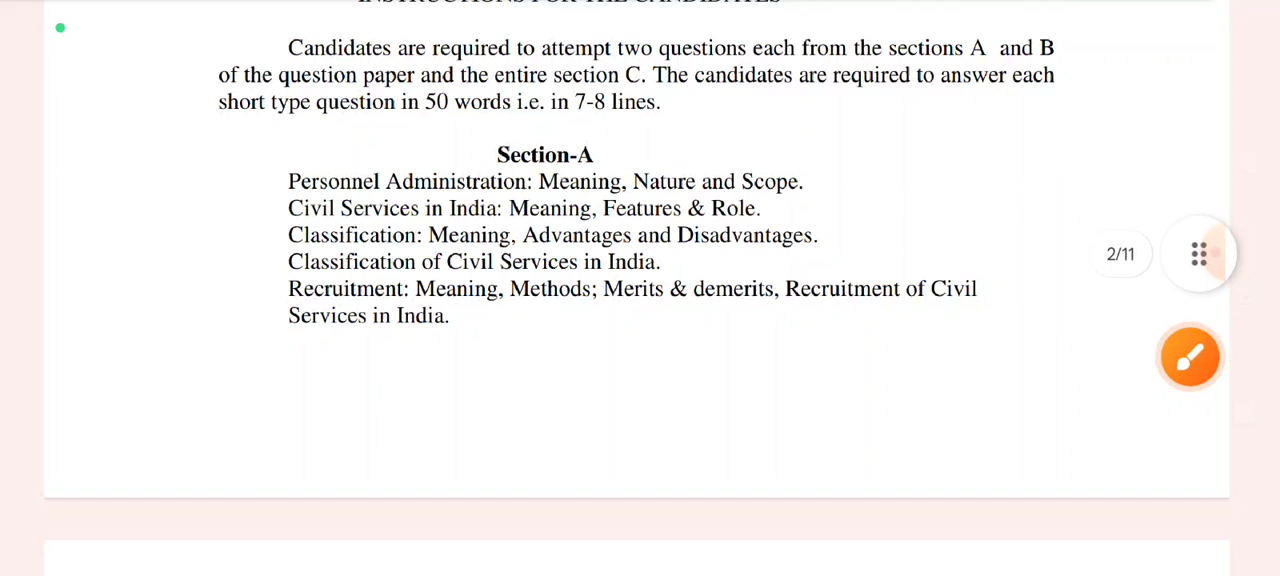 Candidates are required to attempt two questions each from the sections A and B
of the question paper and the entire section C. The candidates are required to answer each
short type question in 50 words i.e. in 7-8 lines.
Section-A
Personnel Administration: Meaning, Nature and Scope.
Civil Services in India: Meaning, Features & Role.
Classification: Meaning, Advantages and Disadvantages.
Classification of Civil Services in India.
Recruitment: Meaning, Methods; Merits & demerits, Recruitment of Civil
Services in India.
2/11